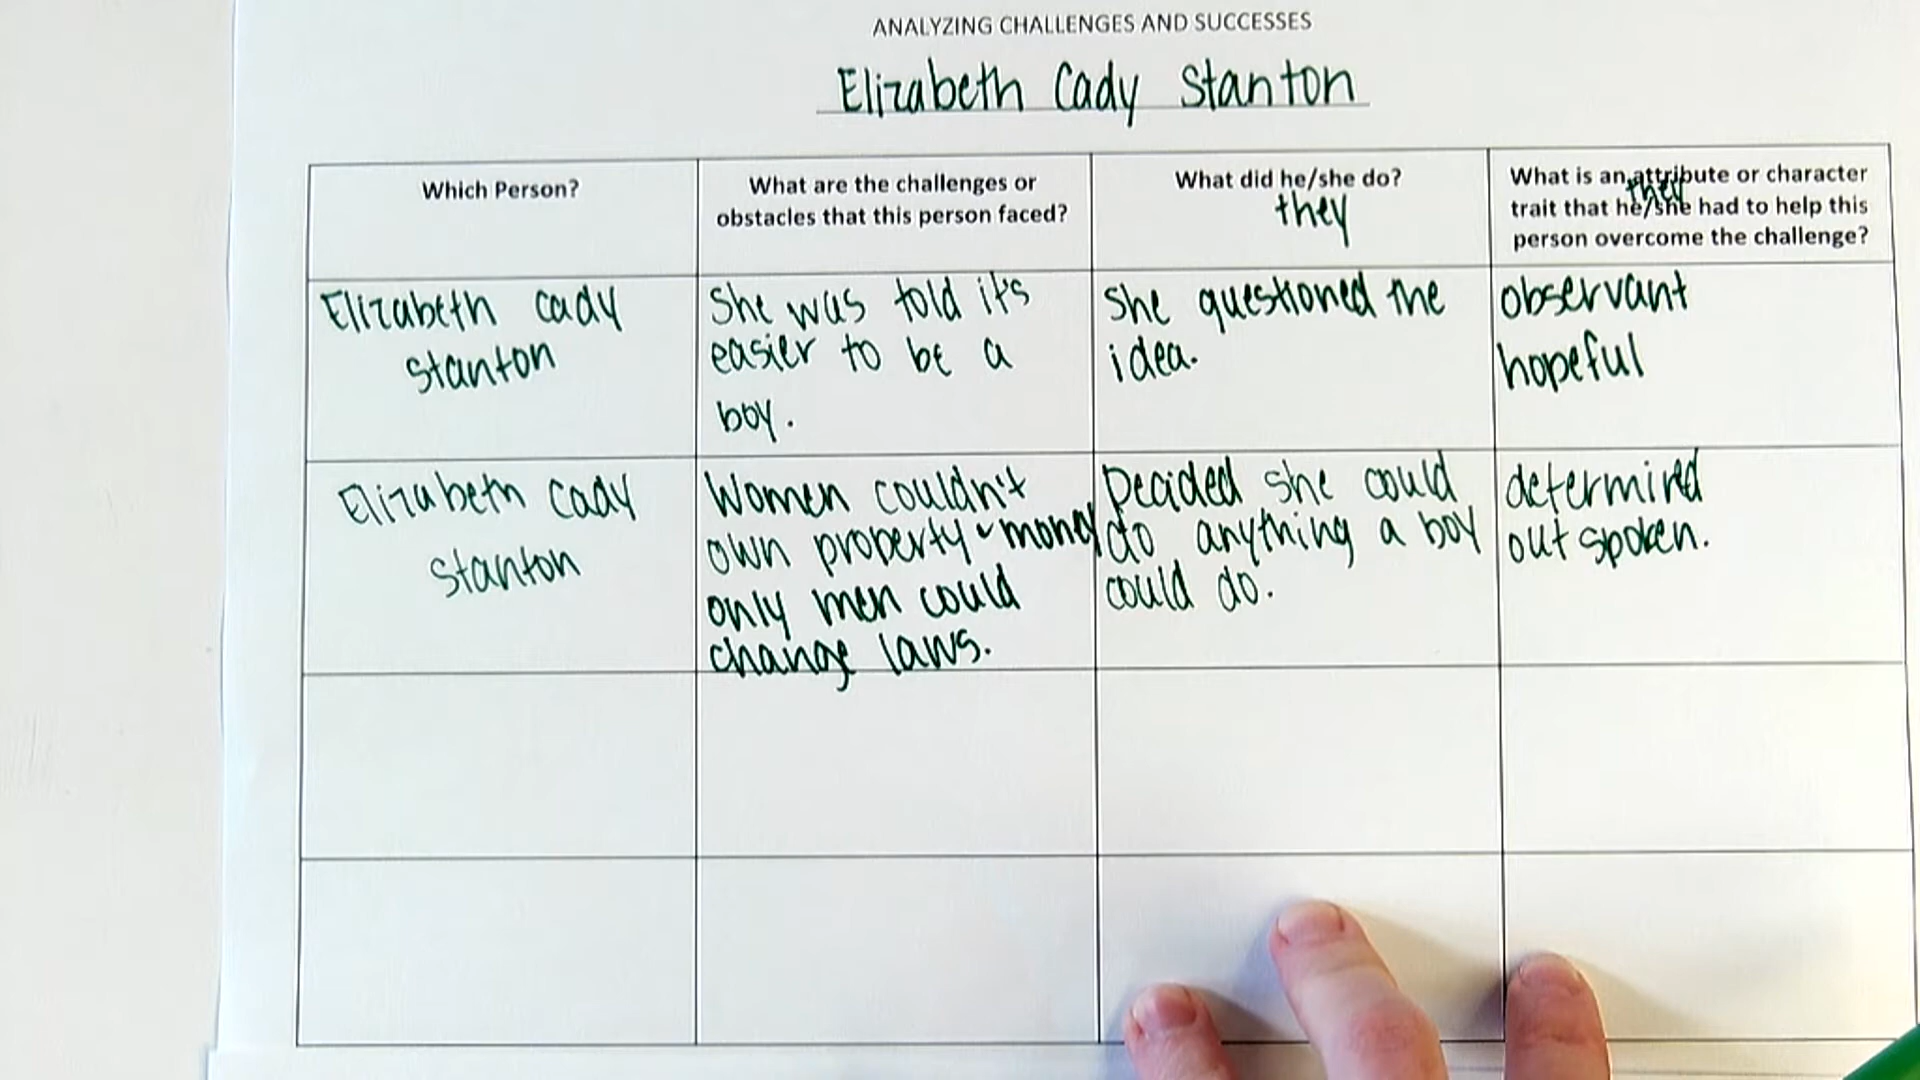 ANALYZING CHALLENGES AND SUCCESSES
Elizabeth Cady Stanton
Which Person?
What are the challenges or
obstacles that this person faced?
What did he/she do?
they
What is an attribute or character
they
trait that he/she had to help this
person overcome the challenge?
Elizabeth Cady
Stanton
She was told it's
easier to be a
boy.
She questioned the
idea.
observant
hopeful
Elizabeth Cady
Stanton
Women couldn't
own property & money
only men could
change laws.
Decided she could
do anything a boy
could do.
determined
outspoken.